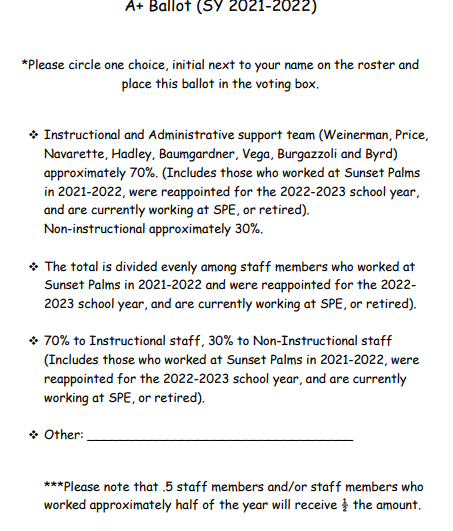 A+ Ballot (SY 2021-2022)
*Please circle one choice, initial next to your name on the roster and
place this ballot in the voting box.
❖ Instructional and Administrative support team (Weinerman, Price,
Navarette, Hadley, Baumgardner, Vega, Burgazzoli and Byrd)
approximately 70%. (Includes those who worked at Sunset Palms
in 2021-2022, were reappointed for the 2022-2023 school year,
and are currently working at SPE, or retired).
Non-instructional approximately 30%.
❖ The total is divided evenly among staff members who worked at
Sunset Palms in 2021-2022 and were reappointed for the 2022-
2023 school year, and are currently working at SPE, or retired).
❖ 70% to Instructional staff, 30% to Non-Instructional staff
(Includes those who worked at Sunset Palms in 2021-2022, were
reappointed for the 2022-2023 school year, and are currently
working at SPE, or retired).
❖ Other: ______________________________________
***Please note that .5 staff members and/or staff members who
worked approximately half of the year will receive ½ the amount.